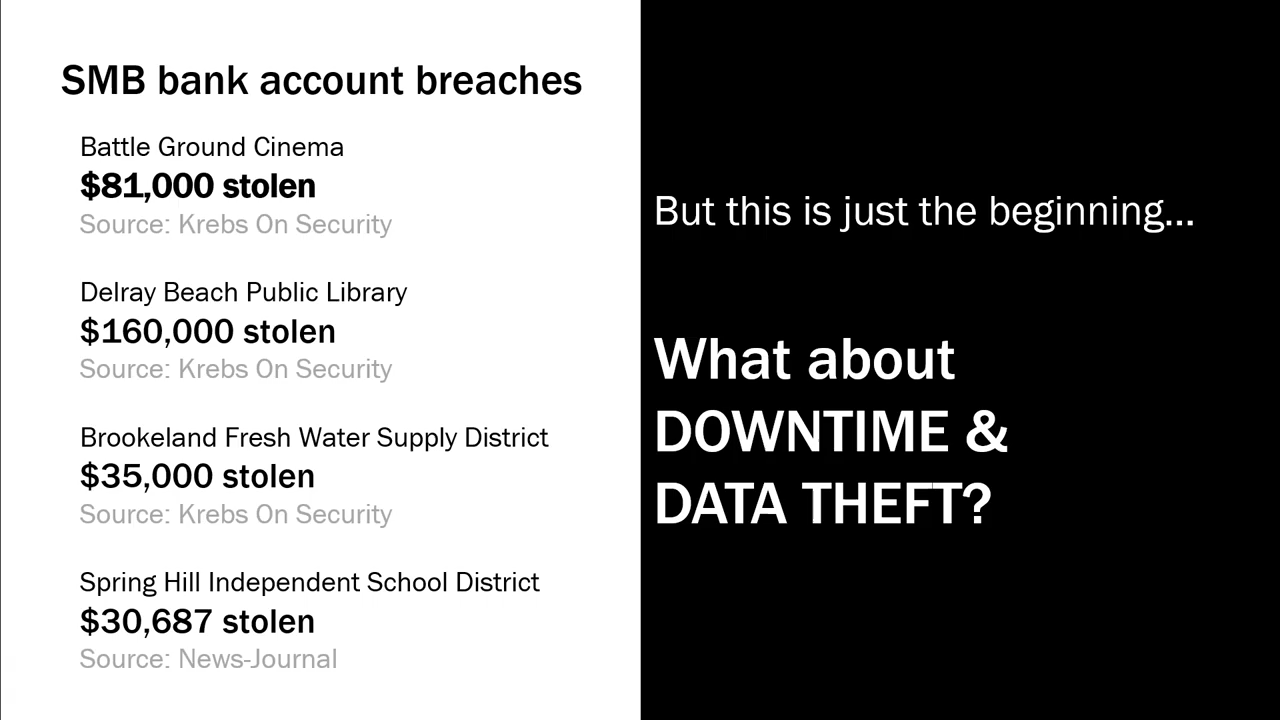 SMB bank account breaches
Battle Ground Cinema
$81,000 stolen
Source: Krebs On Security
Delray Beach Public Library
$160,000 stolen
Source: Krebs On Security
Brookeland Fresh Water Supply District
$35,000 stolen
Source: Krebs On Security
Spring Hill Independent School District
$30,687 stolen
Source: News-Journal
But this is just the beginning...
What about
DOWNTIME &
DATA THEFT?